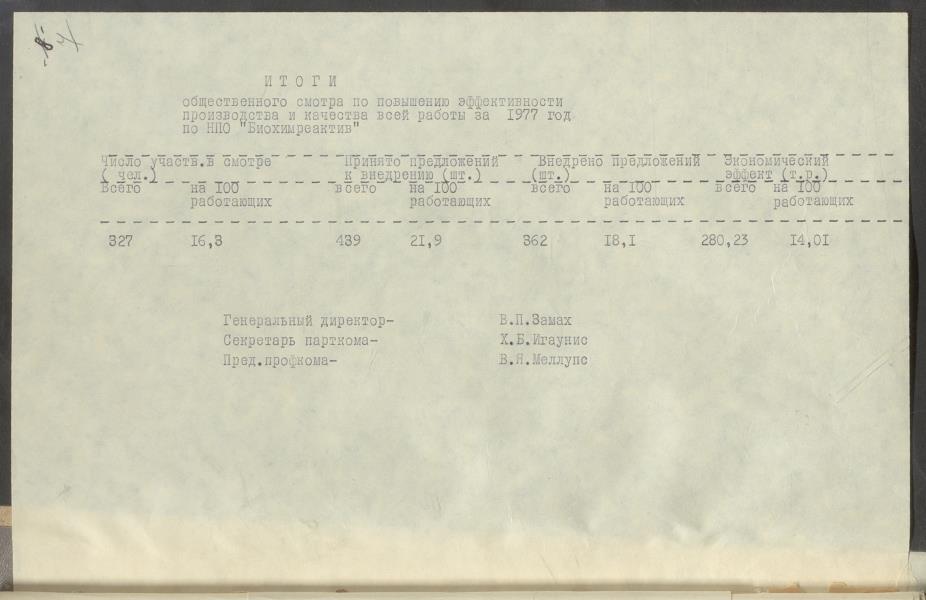 -8-
И Т О Г И
общественного смотра по повышению эффективности
производства и качества всей работы за 1977 год
по НПО "Биохимреактив"
Число участв.в смотре Принято предложений Внедрено предложений Экономический
( чел.) к внедрению (шт.) (шт.) эффект (т.р.)
Всего на 100 всего на 100 всего на 100 всего на 100
работающих работающих работающих работающих
327 16,3 439 21,9 362 18,1 280,23 14,01
Генеральный директор- В.П.Замах
Секретарь парткома- Х.Б.Игаунис
Пред.профкома- В.Я.Меллупс